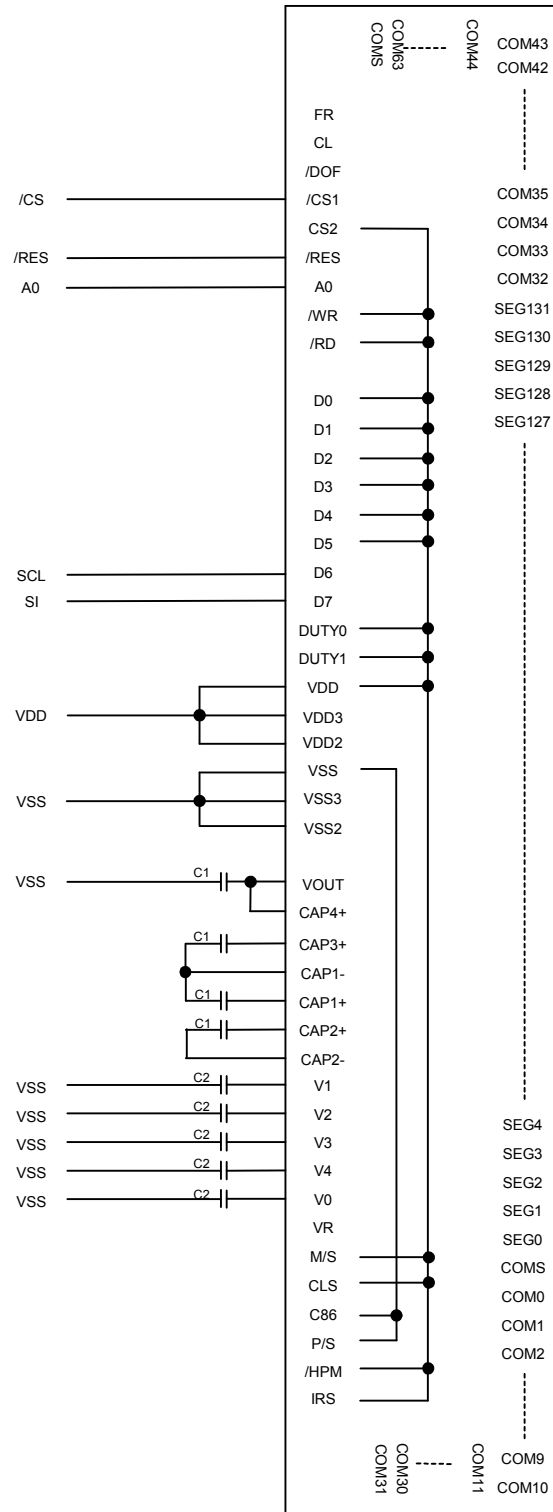 COMS
COM63
COM44
COM43
COM42
FR
CL
/DOF
/CS
/CS1
COM35
CS2
COM34
/RES
/RES
COM33
A0
A0
COM32
/WR
SEG131
/RD
SEG130
SEG129
D0
SEG128
D1
SEG127
D2
D3
D4
D5
SCL
D6
SI
D7
DUTY0
DUTY1
VDD
VDD
VDD3
VDD2
VSS
VSS
VSS3
VSS2
VSS
C1
VOUT
CAP4+
C1
CAP3+
CAP1-
C1
CAP1+
C1
CAP2+
CAP2-
VSS
C2
V1
VSS
C2
V2
SEG4
VSS
C2
V3
SEG3
VSS
C2
V4
SEG2
VSS
C2
V0
SEG1
VR
SEG0
M/S
COMS
CLS
COM0
C86
COM1
P/S
COM2
/HPM
IRS
COM31
COM30
COM11
COM9
COM10